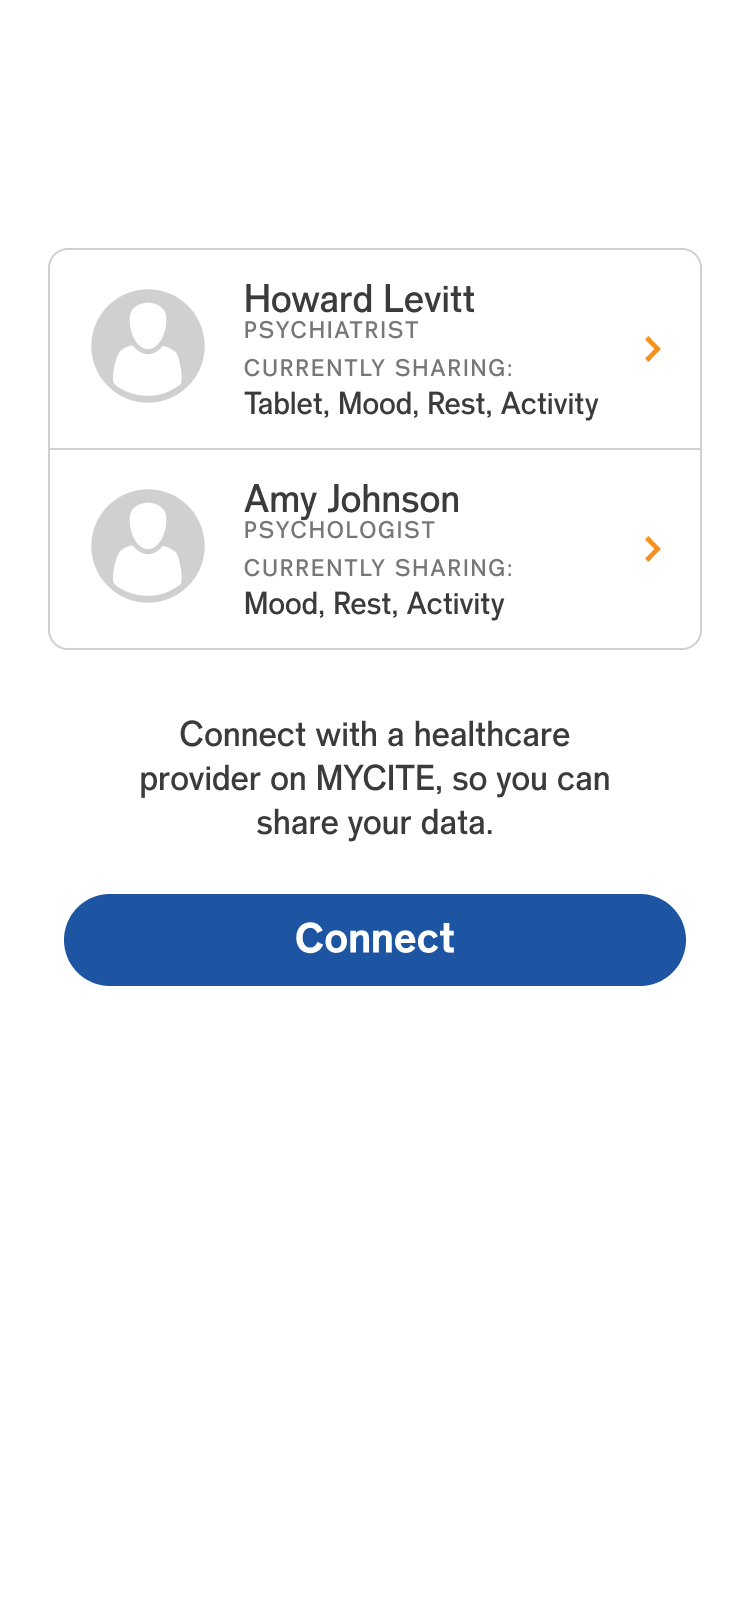 Howard Levitt
PSYCHIATRIST
CURRENTLY SHARING:
Tablet, Mood, Rest, Activity
Amy Johnson
PSYCHOLOGIST
CURRENTLY SHARING:
Mood, Rest, Activity
Connect with a healthcare
provider on MYCITE, so you can
share your data.
Connect